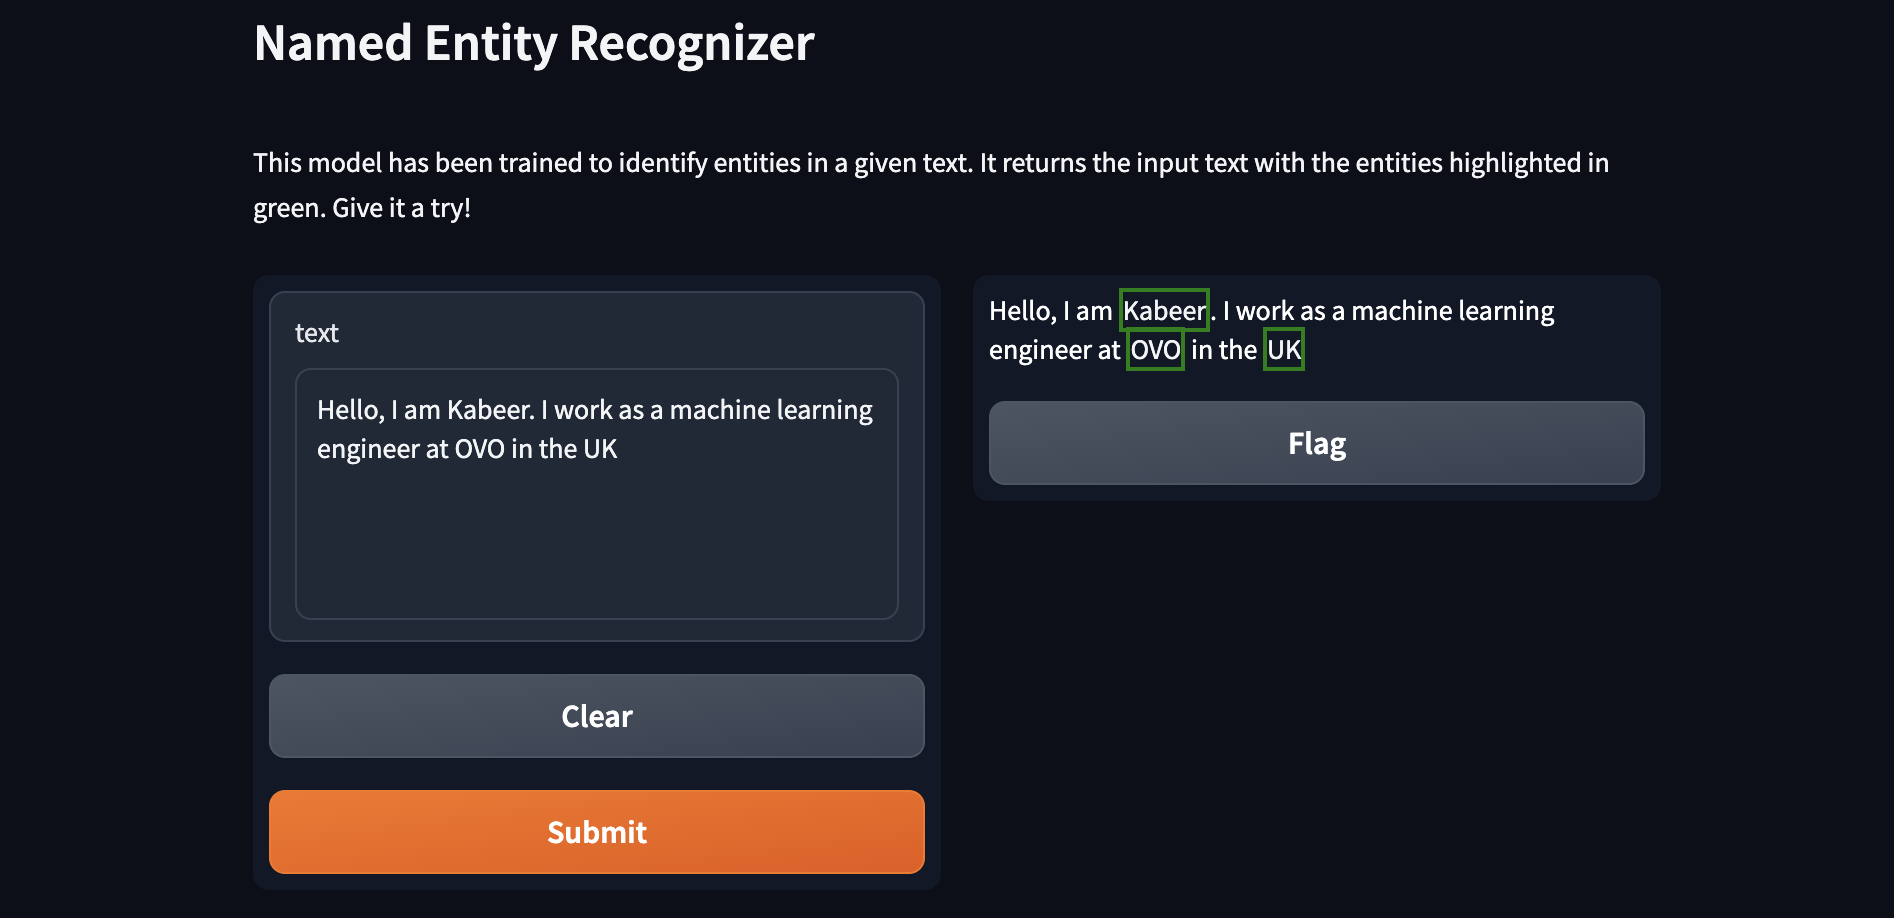 Named Entity Recognizer
This model has been trained to identify entities in a given text. It returns the input text with the entities highlighted in
green. Give it a try!
text
Hello, I am Kabeer. I work as a machine learning
engineer at OVO in the UK
Clear
Submit
Hello, I am Kabeer. I work as a machine learning
engineer at OVO in the UK
Flag